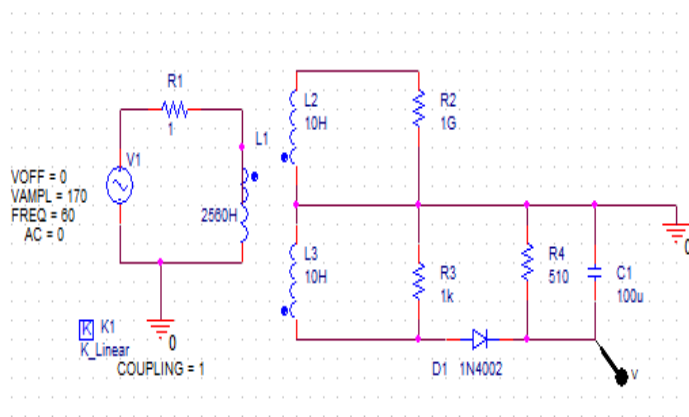 R1
1
L1
L2
10H
R2
1G
V1
VOFF = 0
VAMPL = 170
FREQ = 60
AC = 0
2560H
0
L3
10H
R3
1k
R4
510
C1
100u
0
K K1
K_Linear
COUPLING = 1
D1 1N4002
V